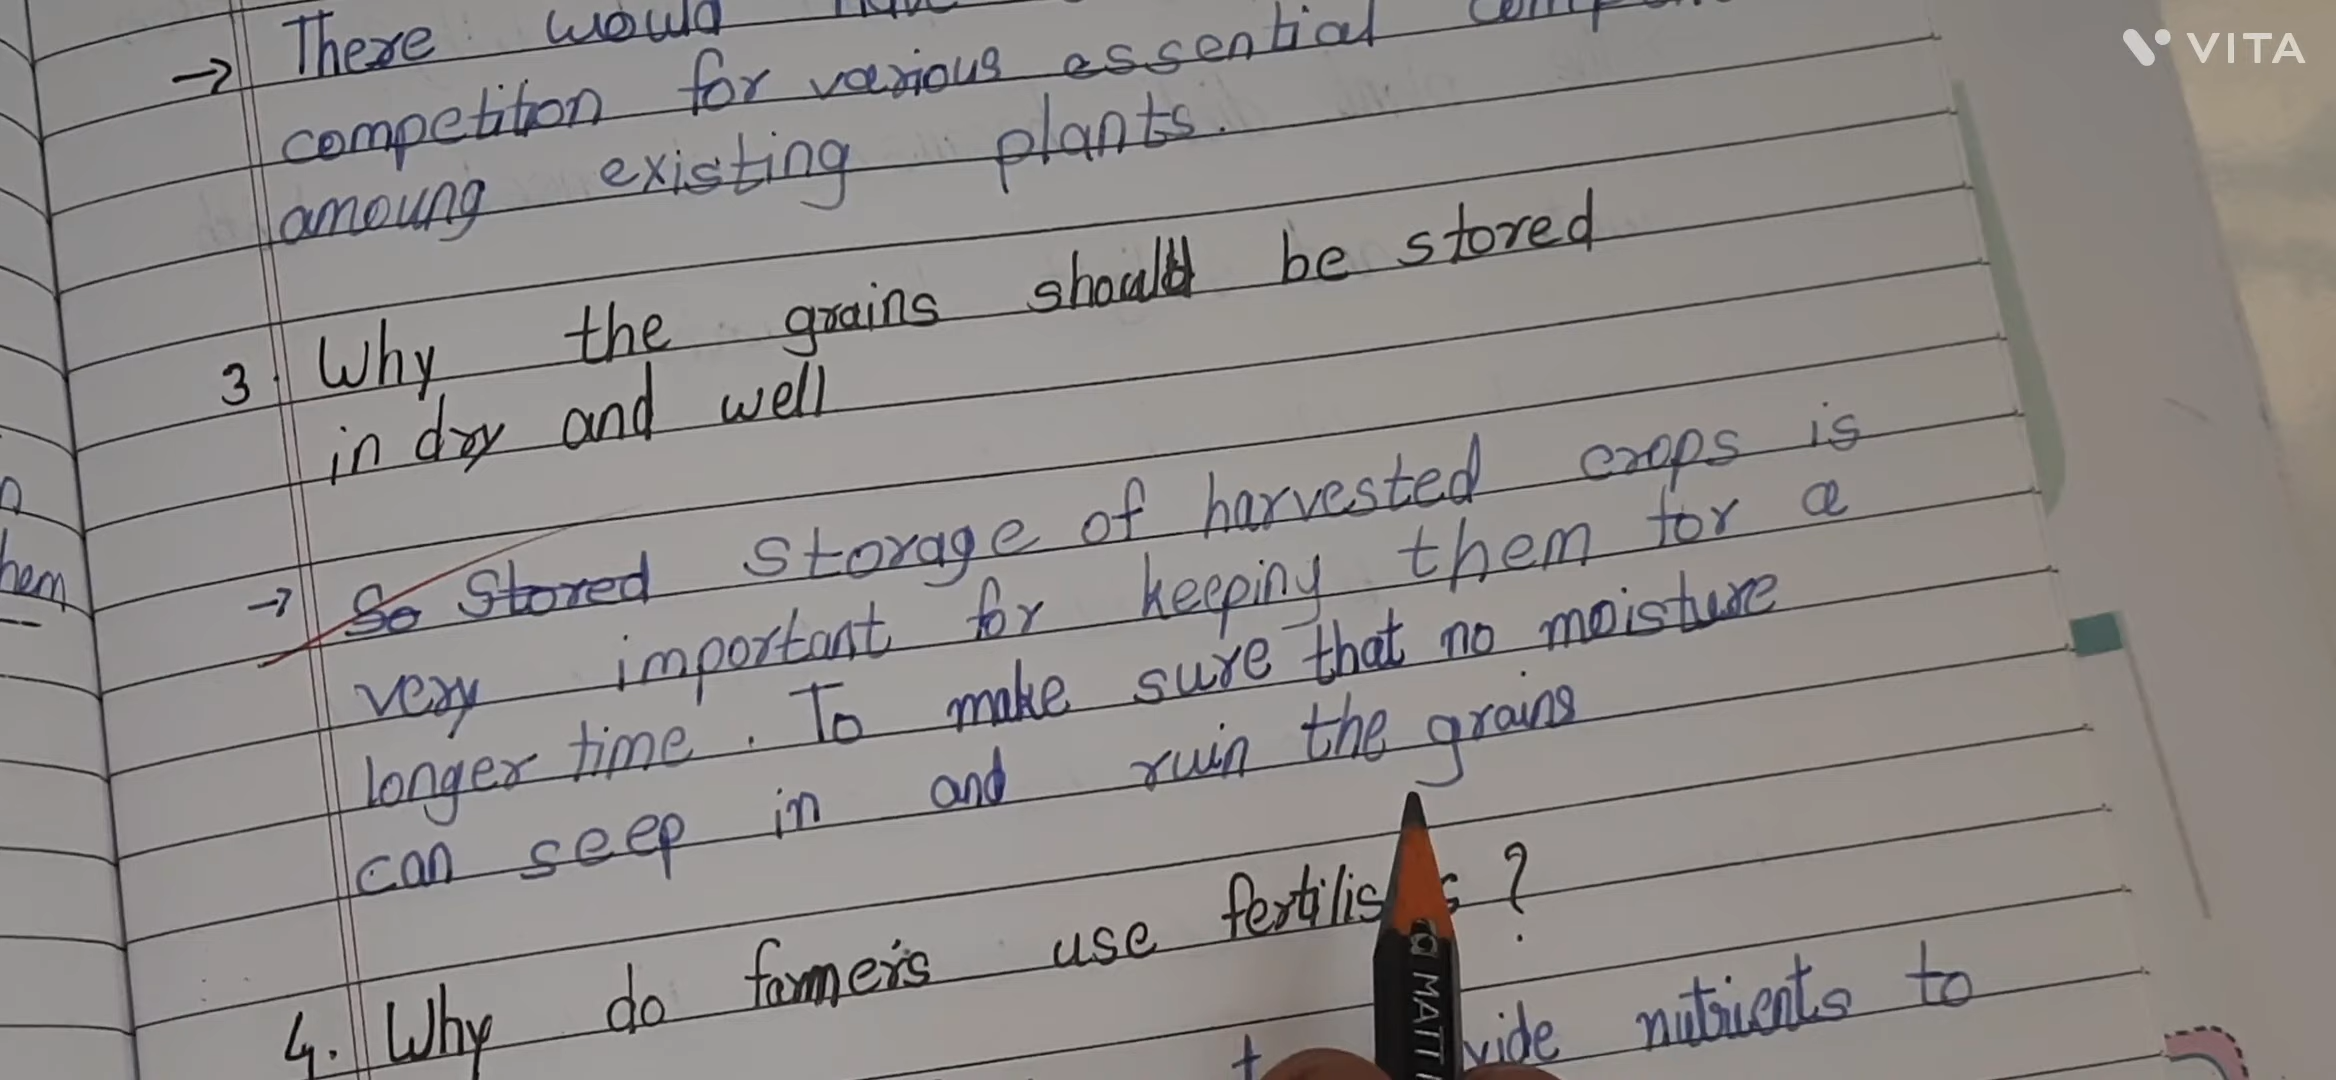 VITA
→ There would
competition for various essential
amoung existing plants.
3. Why the grains should be stored
in dry and well
→ So Stored storage of harvested crops is
very important for keeping them for a
longer time. To make sure that no moisture
can seep in and ruin the grains
4. Why do farmers use ?
nutrients to
hem
MATT